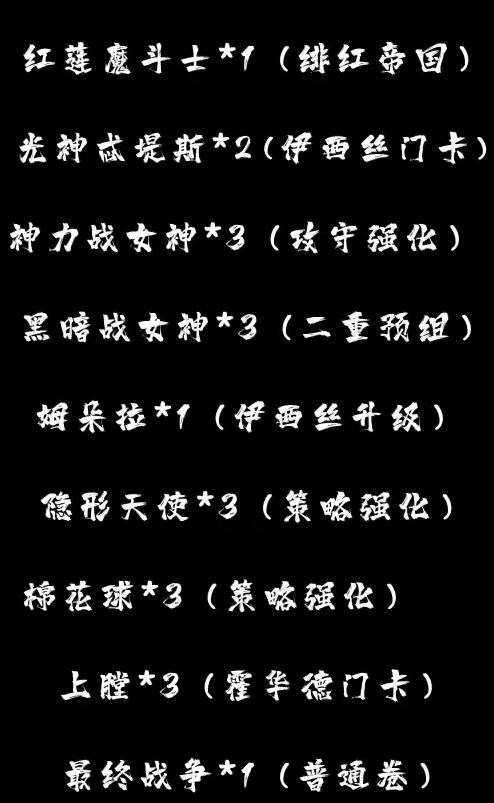 红莲魔斗士*1（绯红帝国）
光神忒堤斯*2(伊西丝门卡)
神力战女神*3（攻守强化）
黑暗战女神*3（二重预组）
姆朵拉*1（伊西丝升级）
隐形天使*3（策略强化）
棉花球*3（策略强化）
上膛*3（霍华德门卡）
最终战争*1（普通卷）